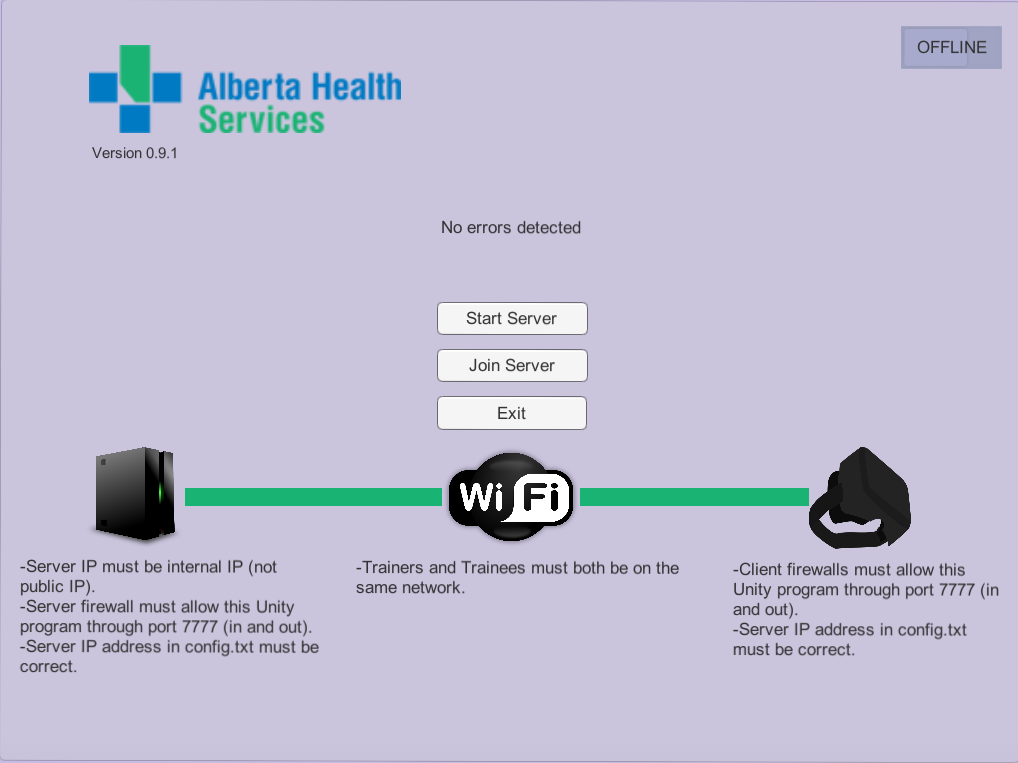 OFFLINE
Alberta Health
Services
Version 0.9.1
No errors detected
Start Server
Join Server
Exit
Wi Fi
-Server IP must be internal IP (not
public IP).
-Server firewall must allow this Unity
program through port 7777 (in and out).
-Server IP address in config.txt must be
correct.
-Trainers and Trainees must both be on the
same network.
-Client firewalls must allow this
Unity program through port 7777 (in
and out).
-Server IP address in config.txt
must be correct.